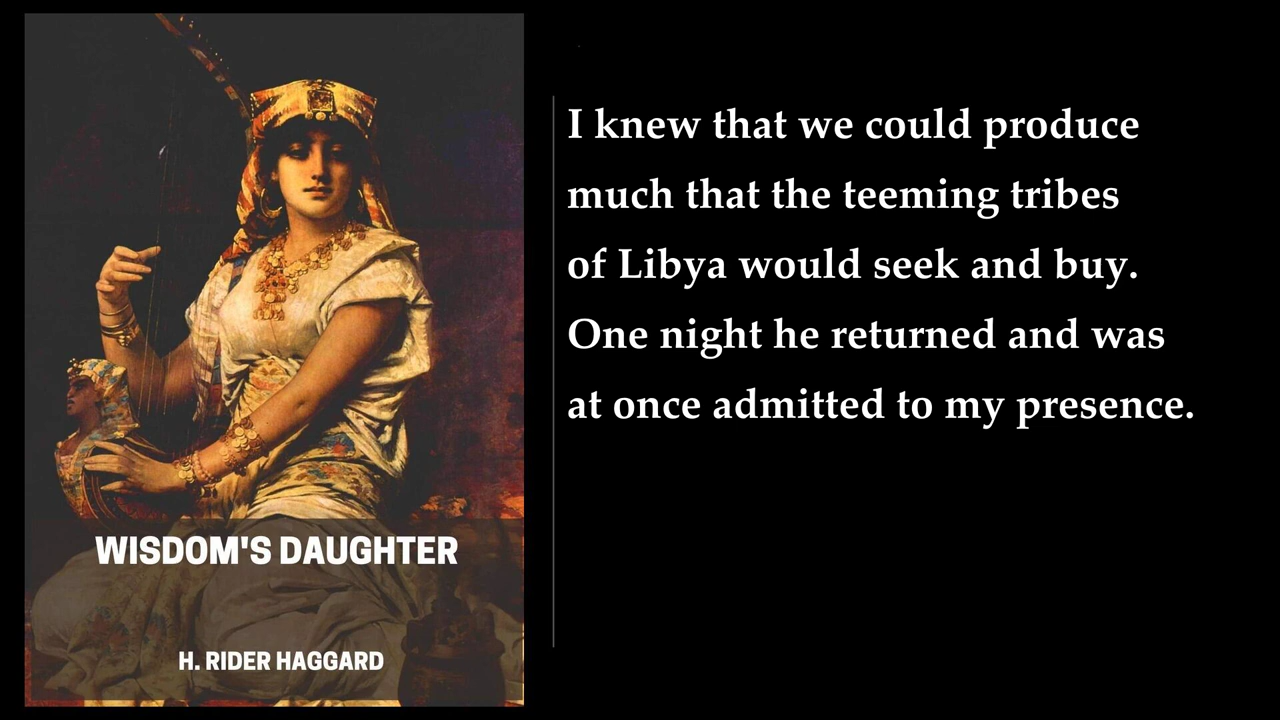 WISDOM'S DAUGHTER
H. RIDER HAGGARD
I knew that we could produce
much that the teeming tribes
of Libya would seek and buy.
One night he returned and was
at once admitted to my presence.